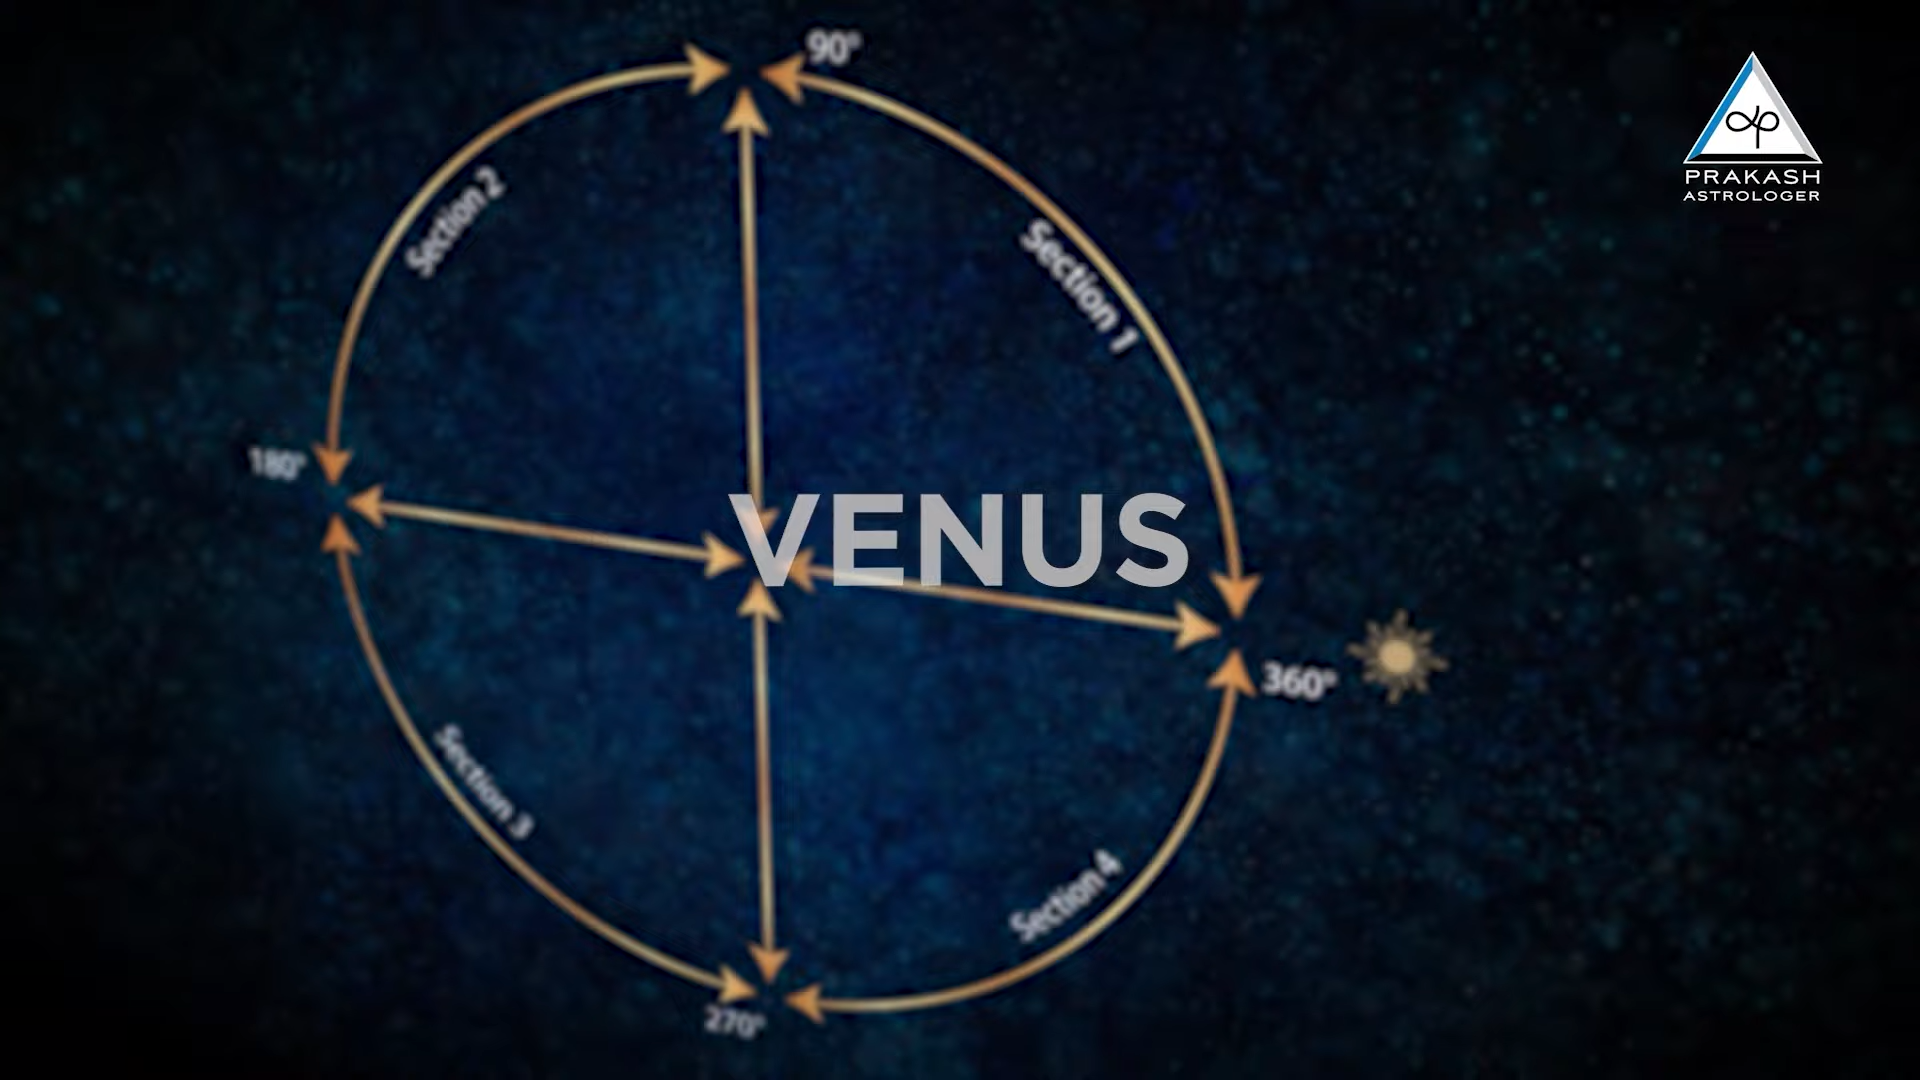 90°
PRAKASH
ASTROLOGER
Section 2
Section 1
180°
VENUS
360°
Section 3
Section 4
270°